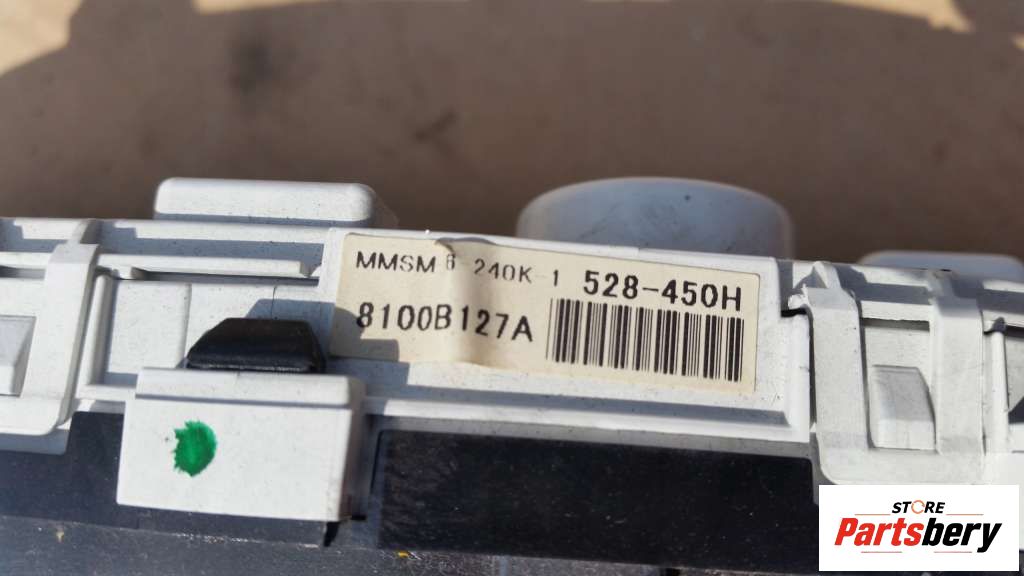 MMSM 6 240K-1 528-450H
8100B127A
STORE
Partsbery